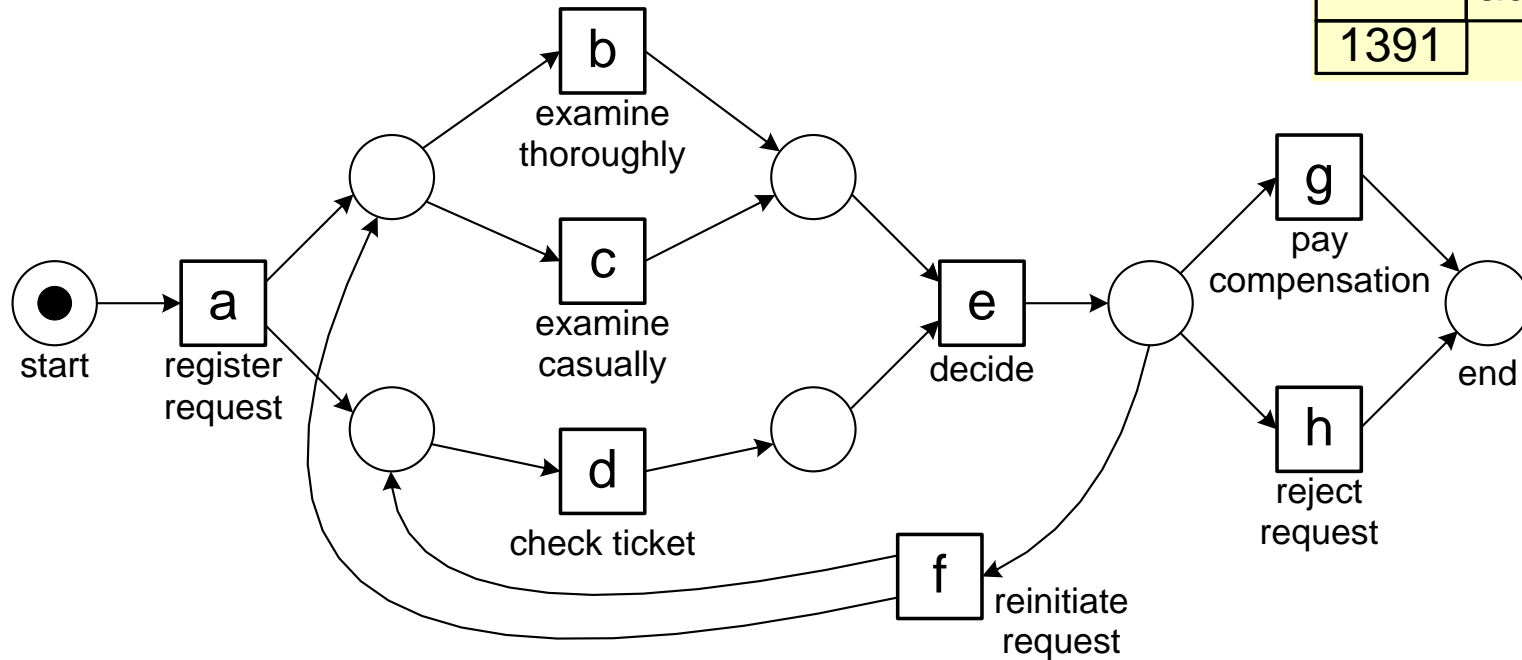 1391
b
examine
thoroughly
g
pay
compensation
start
a
register
request
c
examine
casually
e
decide
end
d
check ticket
h
reject
request
f
reinitiate
request